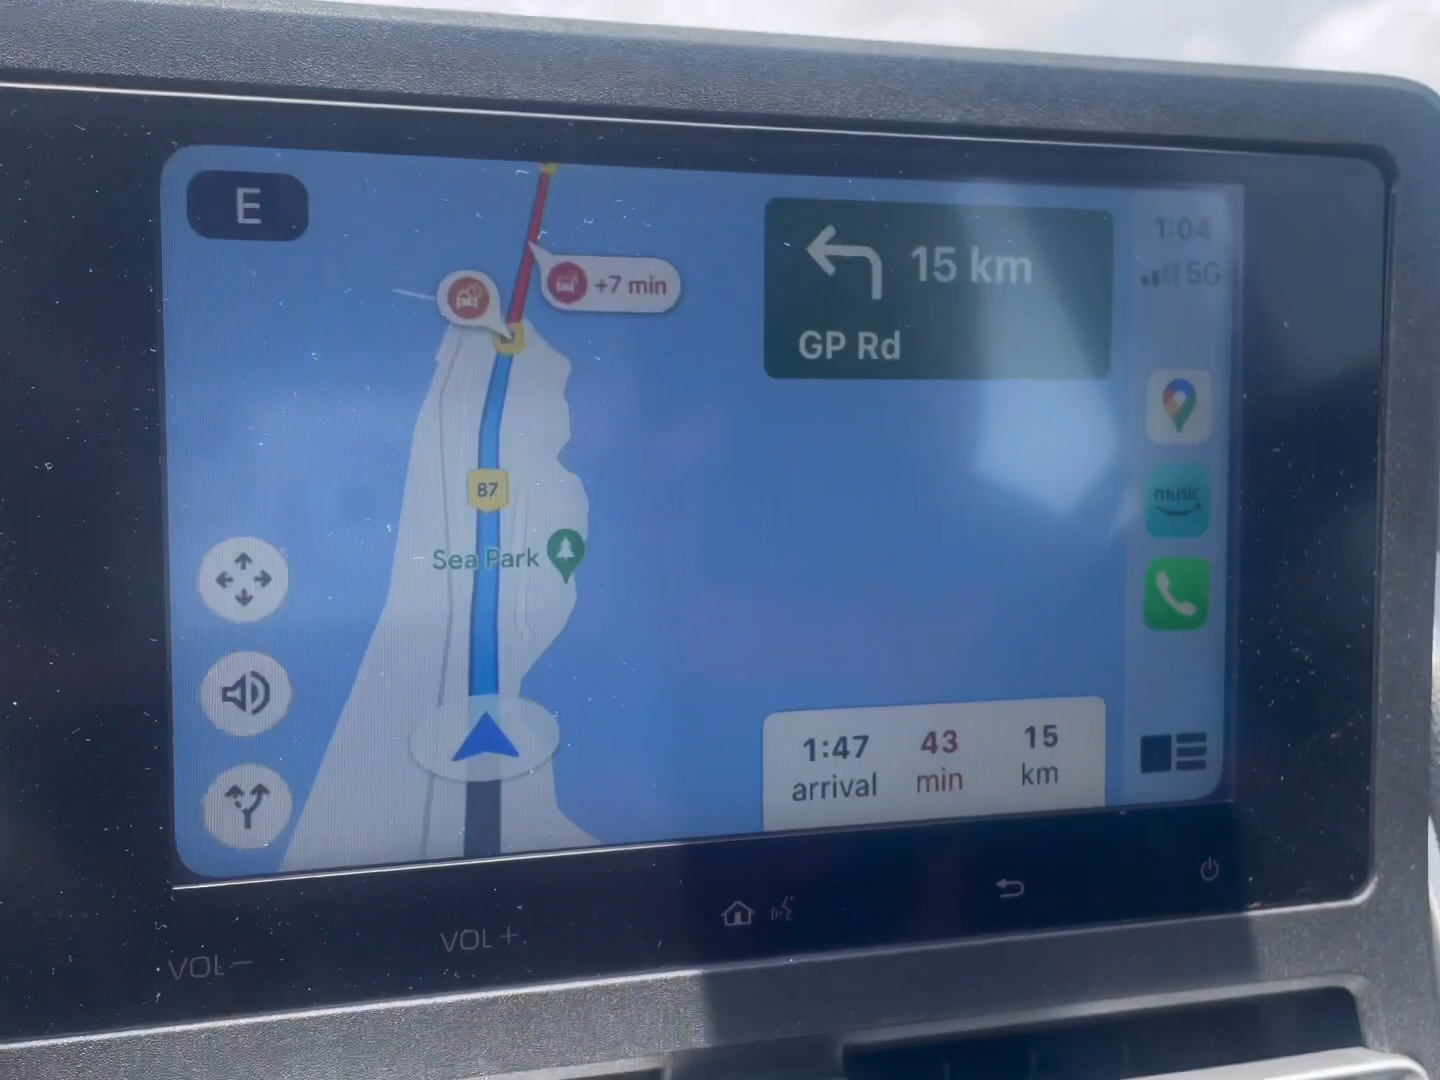 E
+7 min
15 km
GP Rd
1:04
5G
87
music
Sea Park
1:47 43 15
arrival min km
VOL+
VOL−